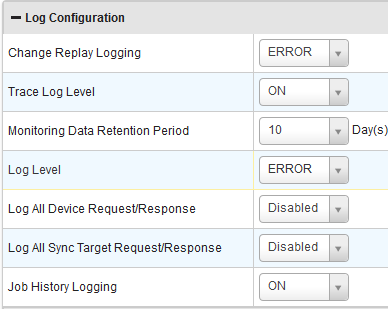 Log Configuration
Change Replay Logging ERROR
Trace Log Level ON
Monitoring Data Retention Period 10 Day(s)
Log Level ERROR
Log All Device Request/Response Disabled
Log All Sync Target Request/Response Disabled
Job History Logging ON